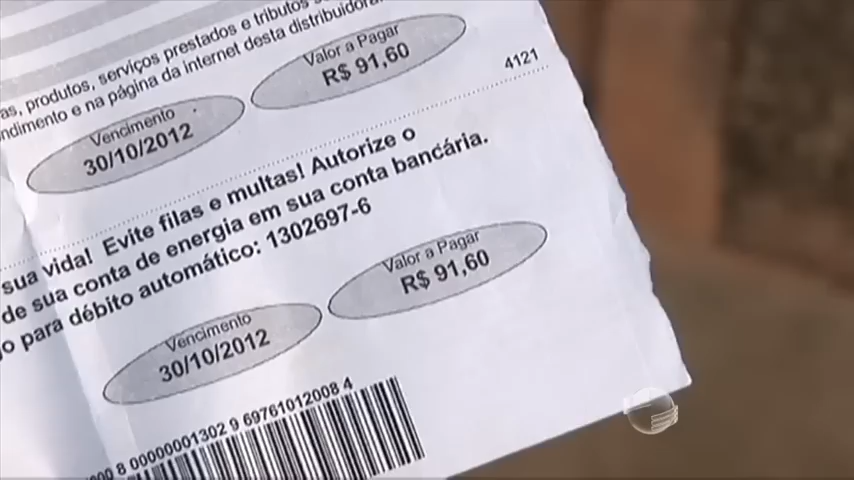 as, produtos, serviços prestados e tributos
ndimento e na página da internet desta distribuidora.
Valor a Pagar
R$ 91,60
4121
Vencimento
30/10/2012
sua vida! Evite filas e multas! Autorize o
de sua conta de energia em sua conta bancária.
o para débito automático: 1302697-6
Valor a Pagar
R$ 91,60
Vencimento
30/10/2012
000 8 00000001302 9 69761012008 4